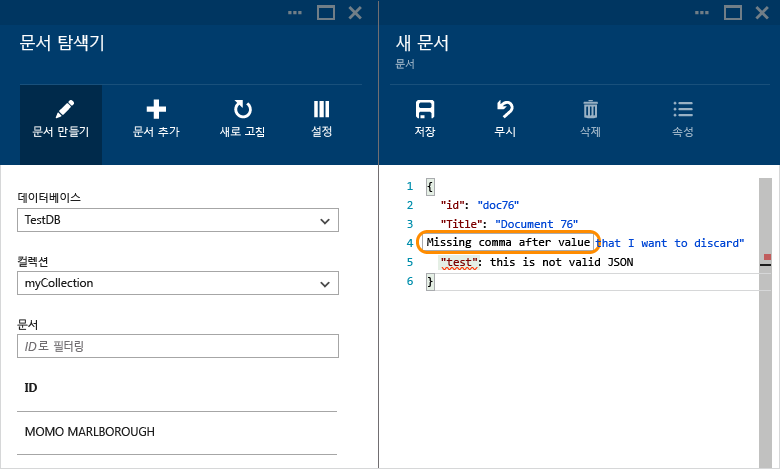 문서 탐색기
문서 만들기
문서 추가
새로 고침
설정
데이터베이스
TestDB
컬렉션
myCollection
문서
ID로 필터링
ID
MOMO MARLBOROUGH
새 문서
문서
저장
무시
삭제
속성
1 {
2 "id": "doc76"
3 "Title": "Document 76"
4 Missing comma after value that I want to discard"
5 "test": this is not valid JSON
6 }